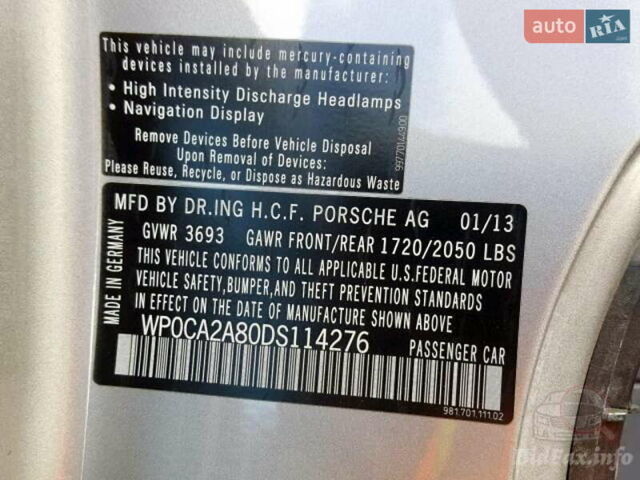 auto RIA.com
This vehicle may include mercury-containing
devices installed by the manufacturer:
• High Intensity Discharge Headlamps
• Navigation Display
Remove Devices Before Vehicle Disposal
Upon Removal of Devices:
Please Reuse, Recycle, or Dispose as Hazardous Waste
99770144900
MFD BY DR.ING H.C.F. PORSCHE AG 01/13
GVWR 3693 GAWR FRONT/REAR 1720/2050 LBS
THIS VEHICLE CONFORMS TO ALL APPLICABLE U.S.FEDERAL MOTOR
VEHICLE SAFETY,BUMPER,AND THEFT PREVENTION STANDARDS
IN EFFECT ON THE DATE OF MANUFACTURE SHOWN ABOVE.
WP0CA2A80DS114276 PASSENGER CAR
MADE IN GERMANY
981.701.111.02
BidFax.info